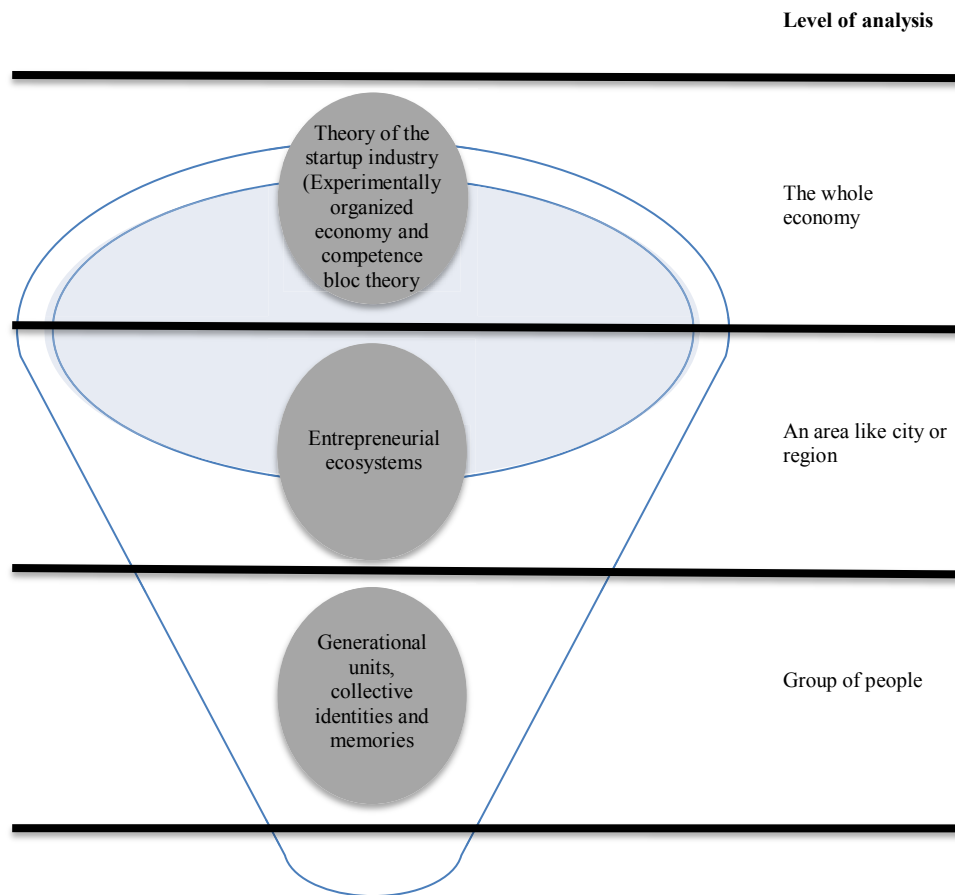 Level of analysis
Theory of the
startup industry
(Experimentally
organized
economy and
competence
bloc theory
The whole
economy
Entrepreneurial
ecosystems
An area like city or
region
Generational
units,
collective
identities and
memories
Group of people